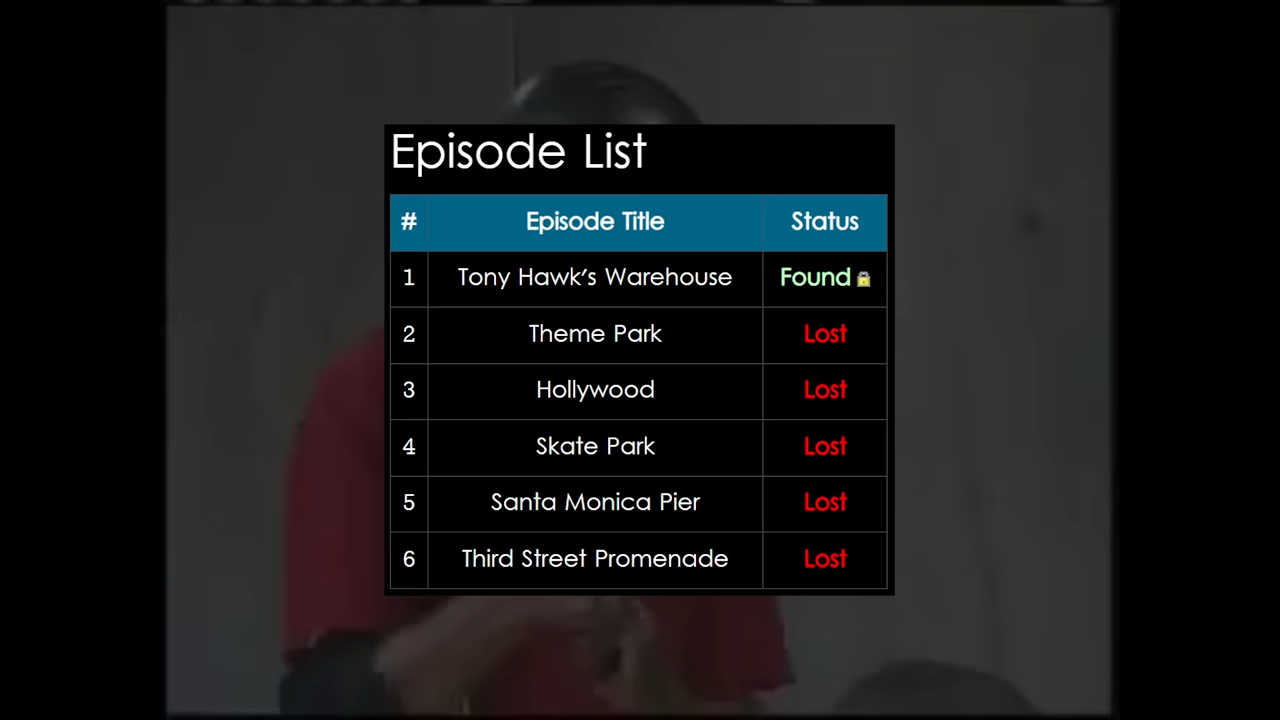 Episode List
# Episode Title Status
1 Tony Hawk's Warehouse Found
2 Theme Park Lost
3 Hollywood Lost
4 Skate Park Lost
5 Santa Monica Pier Lost
6 Third Street Promenade Lost